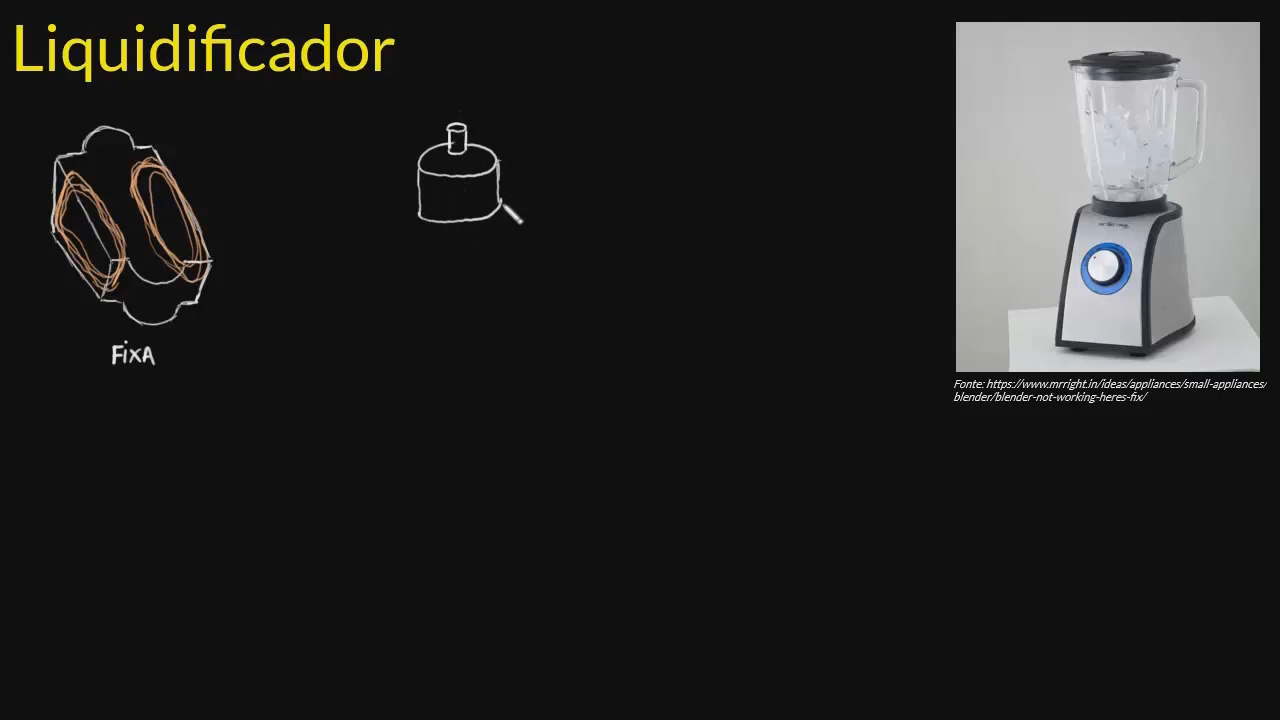 Liquidificador
FixA
Fonte: https://www.mrright.in/ideas/appliances/small-appliances/
blender/blender-not-working-heres-fix/